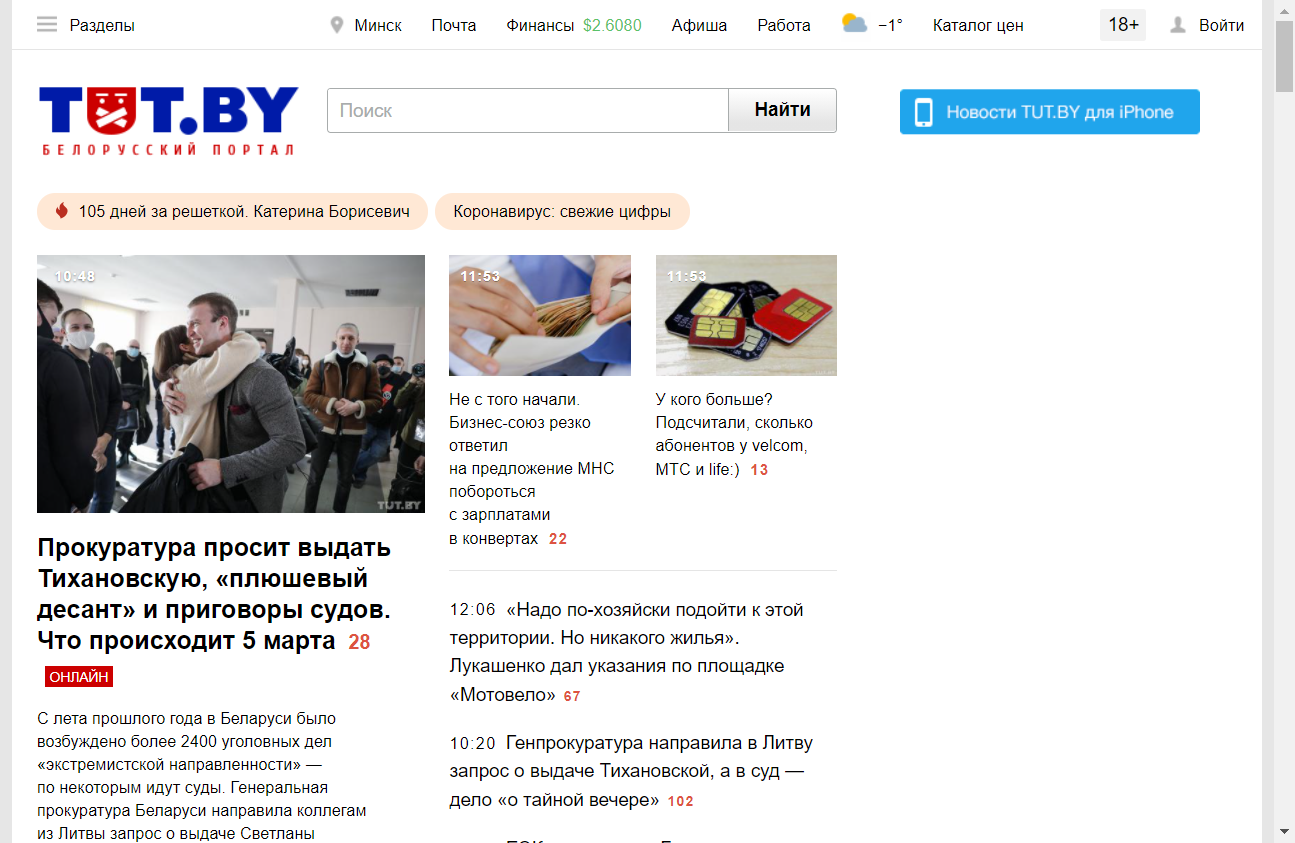 Разделы
Минск
Почта
Финансы $2.6080
Афиша
Работа
−1°
Каталог цен
18+
Войти
TUT.BY
БЕЛОРУССКИЙ ПОРТАЛ
Поиск
Найти
Новости TUT.BY для iPhone
105 дней за решеткой. Катерина Борисевич
Коронавирус: свежие цифры
10:48
TUT.BY
Прокуратура просит выдать
Тихановскую, «плюшевый
десант» и приговоры судов.
Что происходит 5 марта 28
ОНЛАЙН
С лета прошлого года в Беларуси было
возбуждено более 2400 уголовных дел
«экстремистской направленности» —
по некоторым идут суды. Генеральная
прокуратура Беларуси направила коллегам
из Литвы запрос о выдаче Светланы
11:53
Не с того начали.
Бизнес-союз резко
ответил
на предложение МНС
побороться
с зарплатами
в конвертах 22
11:53
У кого больше?
Подсчитали, сколько
абонентов у velcom,
МТС и life:) 13
12:06 «Надо по-хозяйски подойти к этой
территории. Но никакого жилья».
Лукашенко дал указания по площадке
«Мотовело» 67
10:20 Генпрокуратура направила в Литву
запрос о выдаче Тихановской, а в суд —
дело «о тайной вечере» 102